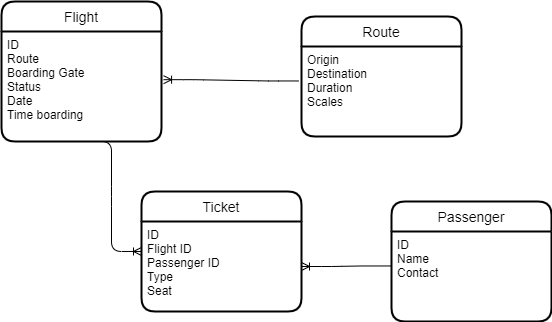 Flight
ID
Route
Boarding Gate
Status
Date
Time boarding
Route
Origin
Destination
Duration
Scales
Ticket
ID
Flight ID
Passenger ID
Type
Seat
Passenger
ID
Name
Contact